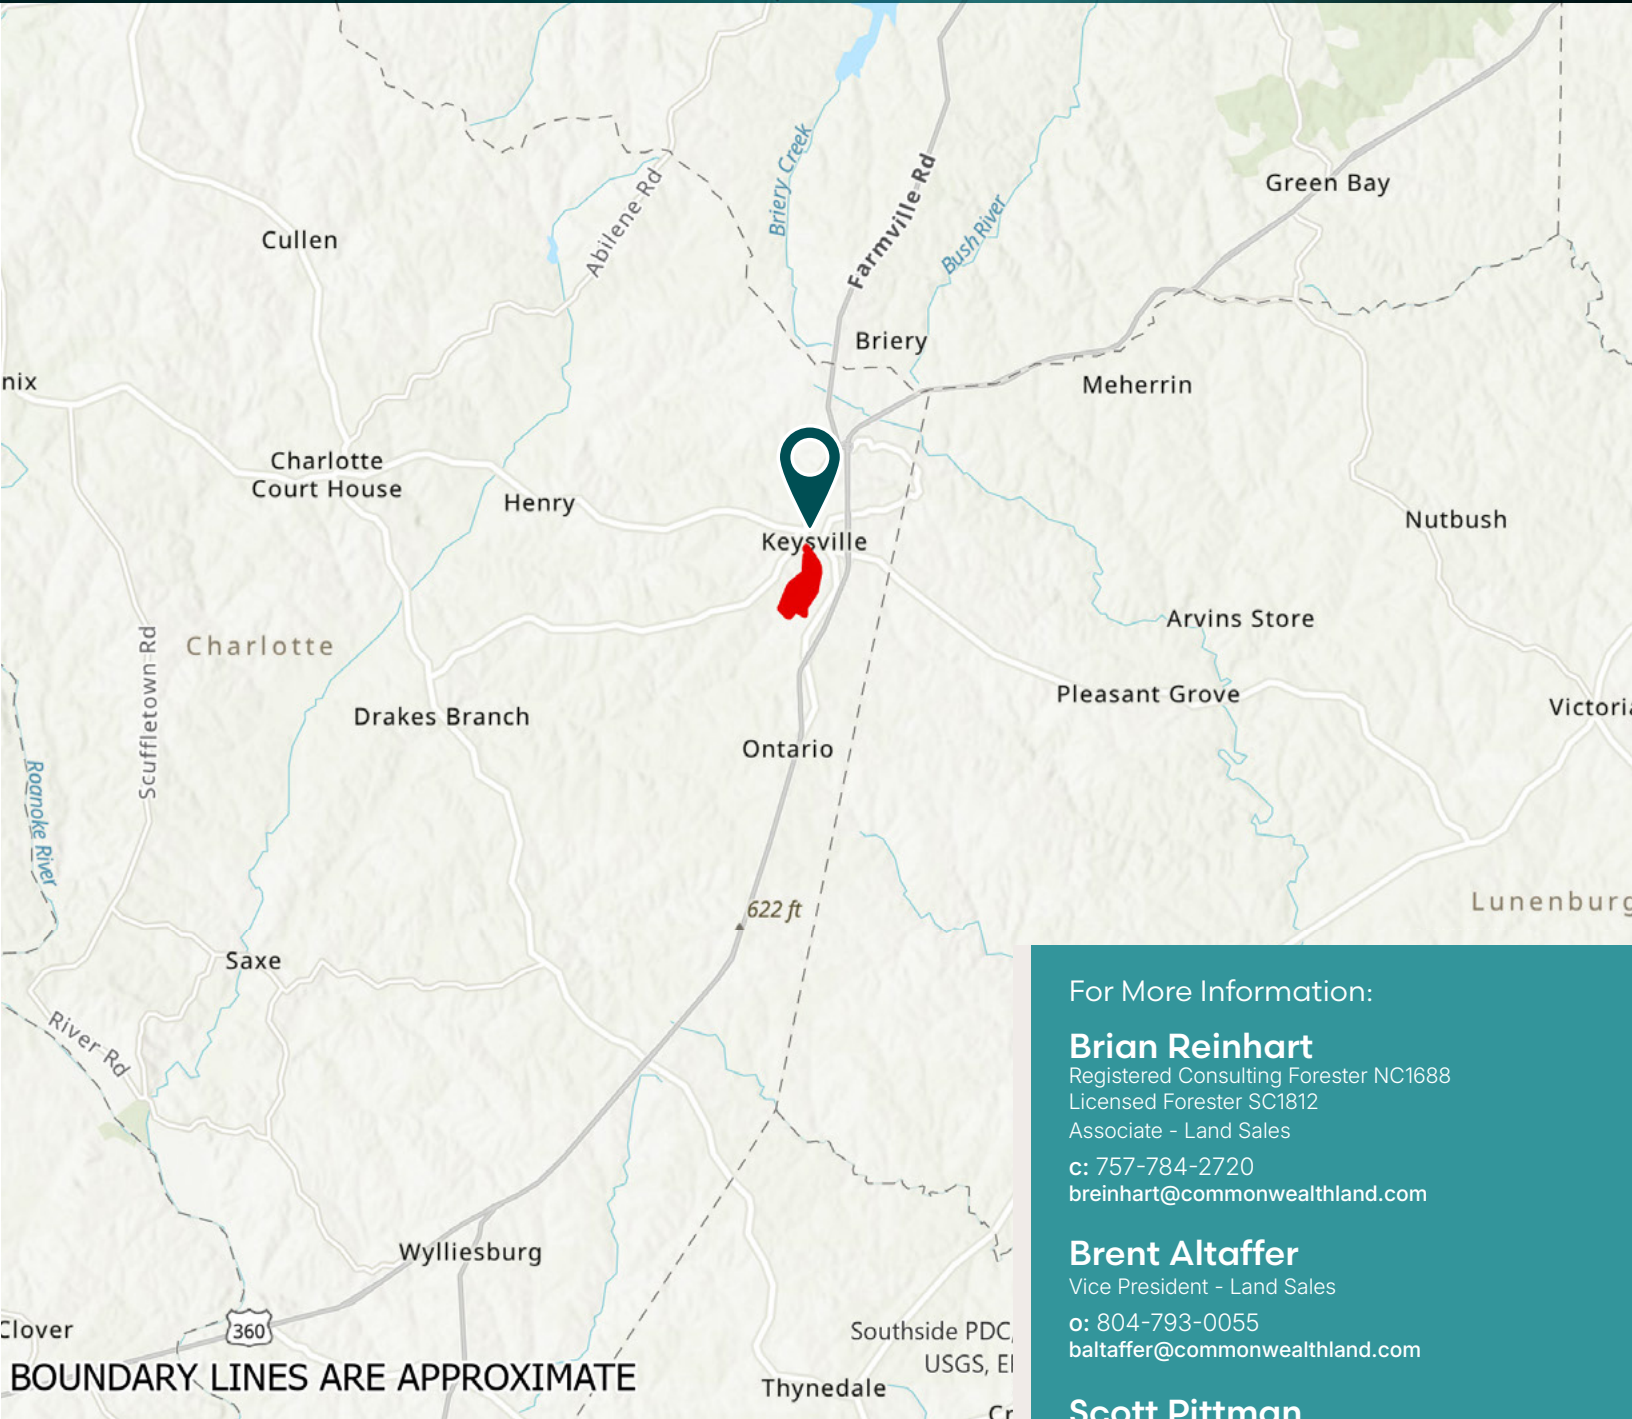 Green Bay
Briery Creek
Farmville Rd
Abilene Rd
Bush River
Cullen
Briery
nix
Meherrin
Charlotte
Court House
Henry
Nutbush
Keysville
Arvins Store
Charlotte
Scuffletown Rd
Pleasant Grove
Victoria
Drakes Branch
Ontario
Roanoke River
622 ft
Lunenburg
Saxe
River Rd
Wylliesburg
Clover
360
Southside PDC,
USGS,
Thynedale
Cr
BOUNDARY LINES ARE APPROXIMATE
For More Information:
Brian Reinhart
Registered Consulting Forester NC1688
Licensed Forester SC1812
Associate - Land Sales
c: 757-784-2720
breinhart@commonwealthland.com
Brent Altaffer
Vice President - Land Sales
o: 804-793-0055
baltaffer@commonwealthland.com
Scott Pittman